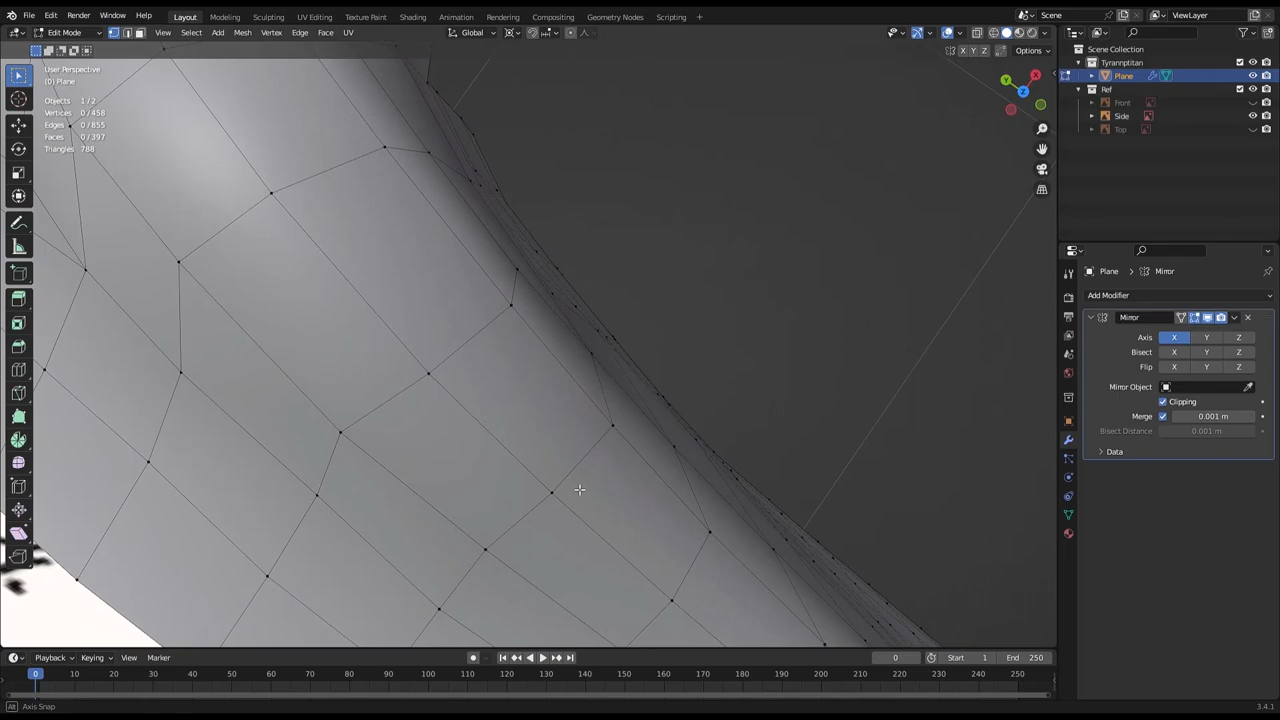 File Edit Render Window Help Layout Modeling Sculpting UV Editing Texture Paint Shading Animation Rendering Compositing Geometry Nodes Scripting + Scene ViewLayer
Edit Mode View Select Add Mesh Vertex Edge Face UV Global
X Y Z Options
User Perspective
(0) Plane
Objects 1/2
Vertices 0/458
Edges 0/855
Faces 0/397
Triangles 788
Y X Z
Scene Collection
Tyrannptitan
Plane
Ref
Front
Side
Top
Plane > Mirror
Add Modifier
Mirror
Axis X Y Z
Bisect X Y Z
Flip X Y Z
Mirror Object
Clipping
Merge 0.001 m
Bisect Distance 0.001 m
Data
Playback Keying View Marker 0 Start 1 End 250
0 10 20 30 40 50 60 70 80 90 100 110 120 130 140 150 160 170 180 190 200 210 220 230 240 250
Alt Axis Snap 3.4.1